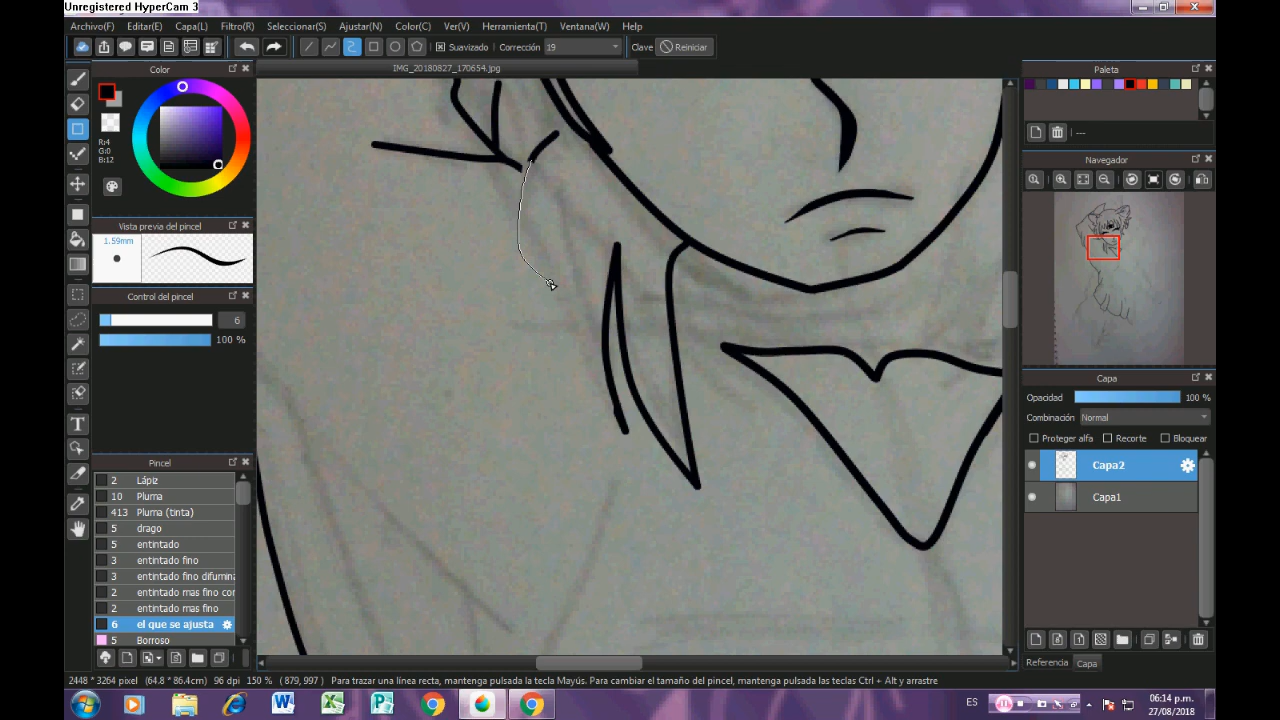 Unregistered HyperCam 3
Archivo(F) Editar(E) Capa(L) Filtro(R) Seleccionar(S) Ajustar(N) Color(C) Ver(V) Herramienta(T) Ventana(W) Help
Suavizado Corrección 19 Clave Reiniciar
Color
IMG_20180827_170654.jpg
Paleta
R:4
G:0
B:12
---
Navegador
Vista previa del pincel
1.59mm
Control del pincel
6
100 %
Capa
Opacidad 100 %
Combinación Normal
Proteger alfa Recorte Bloquear
Pincel
Capa2
2 Lápiz
10 Pluma
Capa1
413 Pluma (tinta)
5 drago
5 entintado
3 entintado fino
3 entintado fino difumina
2 entintado mas fino cor
2 entintado mas fino
6 el que se ajusta
5 Borroso
Referencia Capa
2448 * 3264 pixel (64.8 * 86.4cm) 96 dpi 150 % ( 879, 997 ) Para trazar una línea recta, mantenga pulsada la tecla Mayús. Para cambiar el tamaño del pincel, mantenga pulsadas las teclas Ctrl + Alt y arrastre
ES
06:14 p.m.
27/08/2018